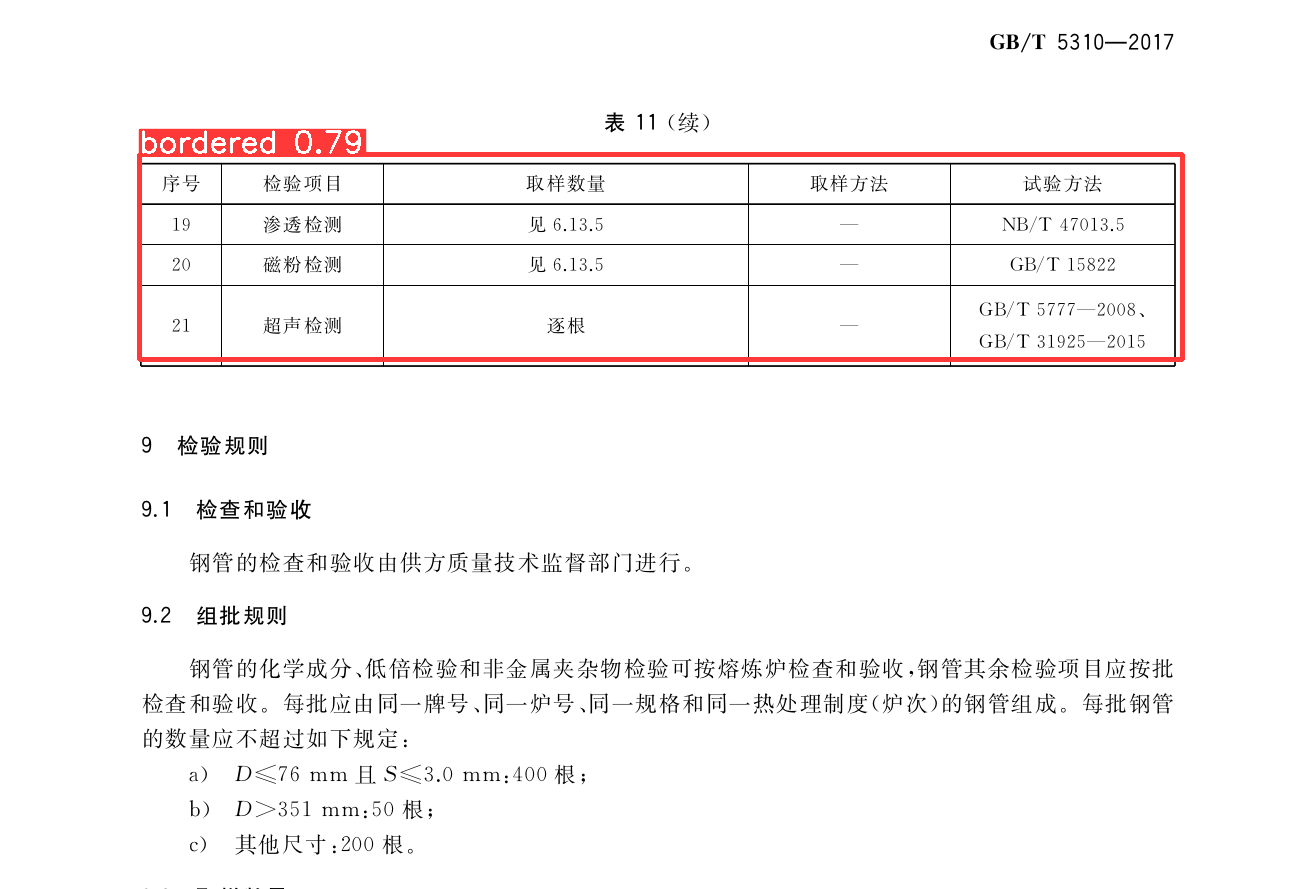 GB/T 5310—2017
表 11（续）
bordered 0.79
序号 检验项目 取样数量 取样方法 试验方法
19 渗透检测 见 6.13.5 — NB/T 47013.5
20 磁粉检测 见 6.13.5 — GB/T 15822
21 超声检测 逐根 — GB/T 5777—2008、
GB/T 31925—2015
9 检验规则
9.1 检查和验收
钢管的检查和验收由供方质量技术监督部门进行。
9.2 组批规则
钢管的化学成分、低倍检验和非金属夹杂物检验可按熔炼炉检查和验收,钢管其余检验项目应按批
检查和验收。每批应由同一牌号、同一炉号、同一规格和同一热处理制度(炉次)的钢管组成。每批钢管
的数量应不超过如下规定:
a) D≤76 mm 且 S≤3.0 mm:400 根;
b) D>351 mm:50 根;
c) 其他尺寸:200 根。